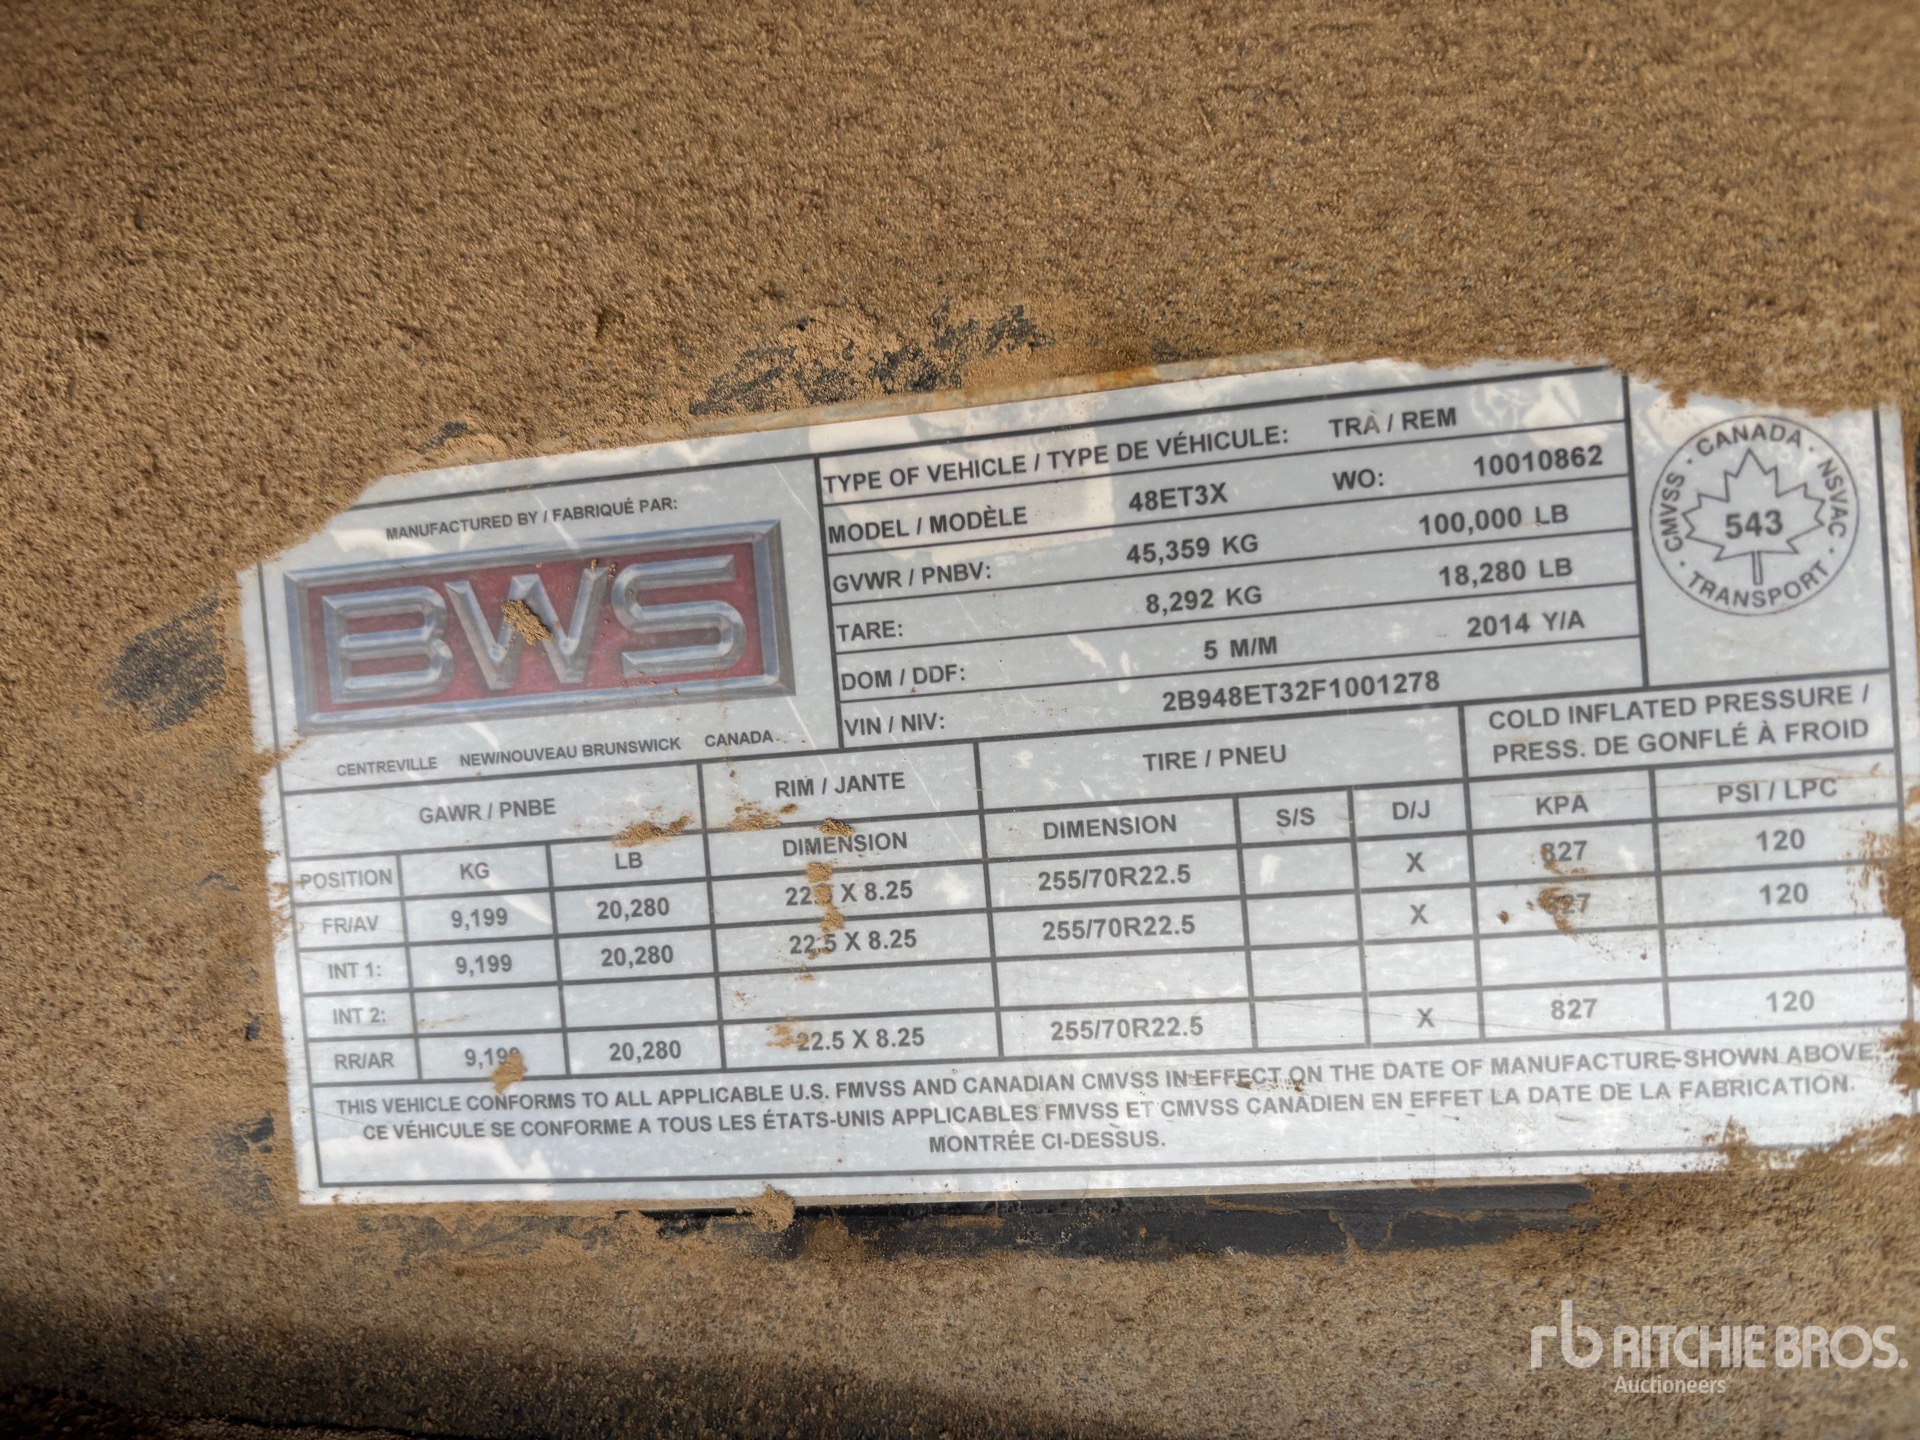 MANUFACTURED BY / FABRIQUÉ PAR:
BWS
CENTREVILLE NEW/NOUVEAU BRUNSWICK CANADA
TYPE OF VEHICLE / TYPE DE VÉHICULE: TRÀ / REM
MODEL / MODÈLE 48ET3X WO: 10010862
GVWR / PNBV: 45,359 KG 100,000 LB
TARE: 8,292 KG 18,280 LB
DOM / DDF: 5 M/M 2014 Y/A
VIN / NIV: 2B948ET32F1001278
CMVSS · CANADA · NSVAC · TRANSPORT ·
543
GAWR / PNBE RIM / JANTE TIRE / PNEU COLD INFLATED PRESSURE /
PRESS. DE GONFLÉ À FROID
POSITION KG LB DIMENSION DIMENSION S/S D/J KPA PSI / LPC
FR/AV 9,199 20,280 22.5 X 8.25 255/70R22.5 X 827 120
INT 1: 9,199 20,280 22.5 X 8.25 255/70R22.5 X 827 120
INT 2:
RR/AR 9,199 20,280 22.5 X 8.25 255/70R22.5 X 827 120
THIS VEHICLE CONFORMS TO ALL APPLICABLE U.S. FMVSS AND CANADIAN CMVSS IN EFFECT ON THE DATE OF MANUFACTURE SHOWN ABOVE,
CE VÉHICULE SE CONFORME A TOUS LES ÉTATS-UNIS APPLICABLES FMVSS ET CMVSS CANADIEN EN EFFET LA DATE DE LA FABRICATION.
MONTRÉE CI-DESSUS.
rb RITCHIE BROS.
Auctioneers